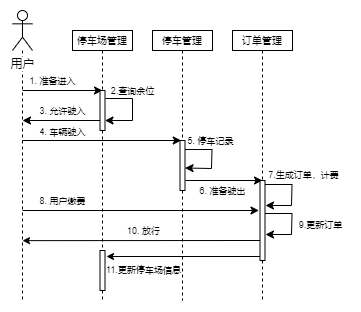 停车场管理
停车管理
订单管理
用户
1. 准备进入
2.查询余位
3. 允许驶入
4. 车辆驶入
5. 停车记录
6. 准备驶出
7.生成订单，计费
8. 用户缴费
9.更新订单
10. 放行
11.更新停车场信息